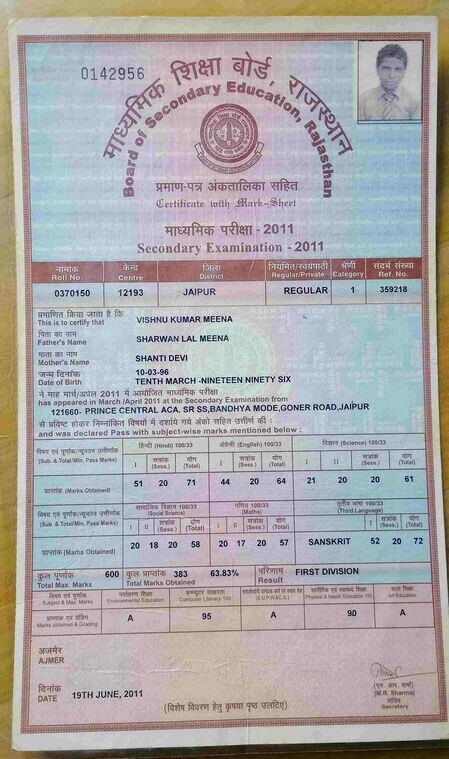 0142956
माध्यमिक शिक्षा बोर्ड, राजस्थान
Board of Secondary Education, Rajasthan
प्रमाण-पत्र अंकतालिका सहित
Certificate with Mark-Sheet
माध्यमिक परीक्षा - 2011
Secondary Examination - 2011
नामांक केन्द्र जिला नियमित/स्वयंपाठी श्रेणी संदर्भ संख्या
Roll No. Centre District Regular/Private Category Ref. No.
0370150 12193 JAIPUR REGULAR 1 359218
प्रमाणित किया जाता है कि
This is to certify that VISHNU KUMAR MEENA
पिता का नाम
Father's Name SHARWAN LAL MEENA
माता का नाम
Mother's Name SHANTI DEVI
जन्म दिनांक 10-03-96
Date of Birth TENTH MARCH -NINETEEN NINETY SIX
ने माह मार्च/अप्रेल 2011 में आयोजित माध्यमिक परीक्षा
has appeared in March /April 2011 at the Secondary Examination from
121660- PRINCE CENTRAL ACA. SR SS,BANDHYA MODE,GONER ROAD,JAIPUR
से प्रविष्ट होकर निम्नांकित विषयों में दर्शाये गये अंको सहित उत्तीर्ण की :
and was declared Pass with subject-wise marks mentioned below :
हिन्दी (Hindi) 100/33 अंग्रेजी (English) 100/33 विज्ञान (Science) 100/33
विषय एवं पूर्णांक/न्यूनतम उत्तीर्णांक
(Sub. & Total/Min. Pass Marks) I सत्रांक (Sess.) योग (Total) I सत्रांक (Sess.) योग (Total) I II सत्रांक (Sess.) योग (Total)
प्राप्तांक (Marks Obtained) 51 20 71 44 20 64 21 20 20 61
सामाजिक विज्ञान 100/33 गणित 100/33 तृतीय भाषा 100/33
(Social Science) (Maths) (Third Language)
विषय एवं पूर्णांक/न्यूनतम उत्तीर्णांक
(Sub. & Total/Min. Pass Marks) I II सत्रांक (Sess.) योग (Total) I II सत्रांक (Sess.) योग (Total) I सत्रांक (Sess.) योग (Total)
प्राप्तांक (Marks Obtained) 20 18 20 58 20 17 20 57 SANSKRIT 52 20 72
कुल पूर्णांक 600 कुल प्राप्तांक 383 63.83% परिणाम FIRST DIVISION
Total Max. Marks Total Marks Obtained Result
विषय एवं पूर्णांक पर्यावरण शिक्षा कम्प्यूटर साक्षरता शारीरिक एवं स्वास्थ्य शिक्षा कला शिक्षा
Subject & Max. Marks Environmental Education Computer Literacy 100 (S.U.P.W.&C.S.) Physical & Health Education 100 Art Education
प्राप्तांक एवं ग्रेडिंग
Marks obtained & Grading A 95 A 90 A
अजमेर
AJMER
दिनांक
DATE 19TH JUNE, 2011
(एम. आर. शर्मा)
(M.R. Sharma)
सचिव
Secretary
(विशेष विवरण हेतु कृपया पृष्ठ उलटिए)